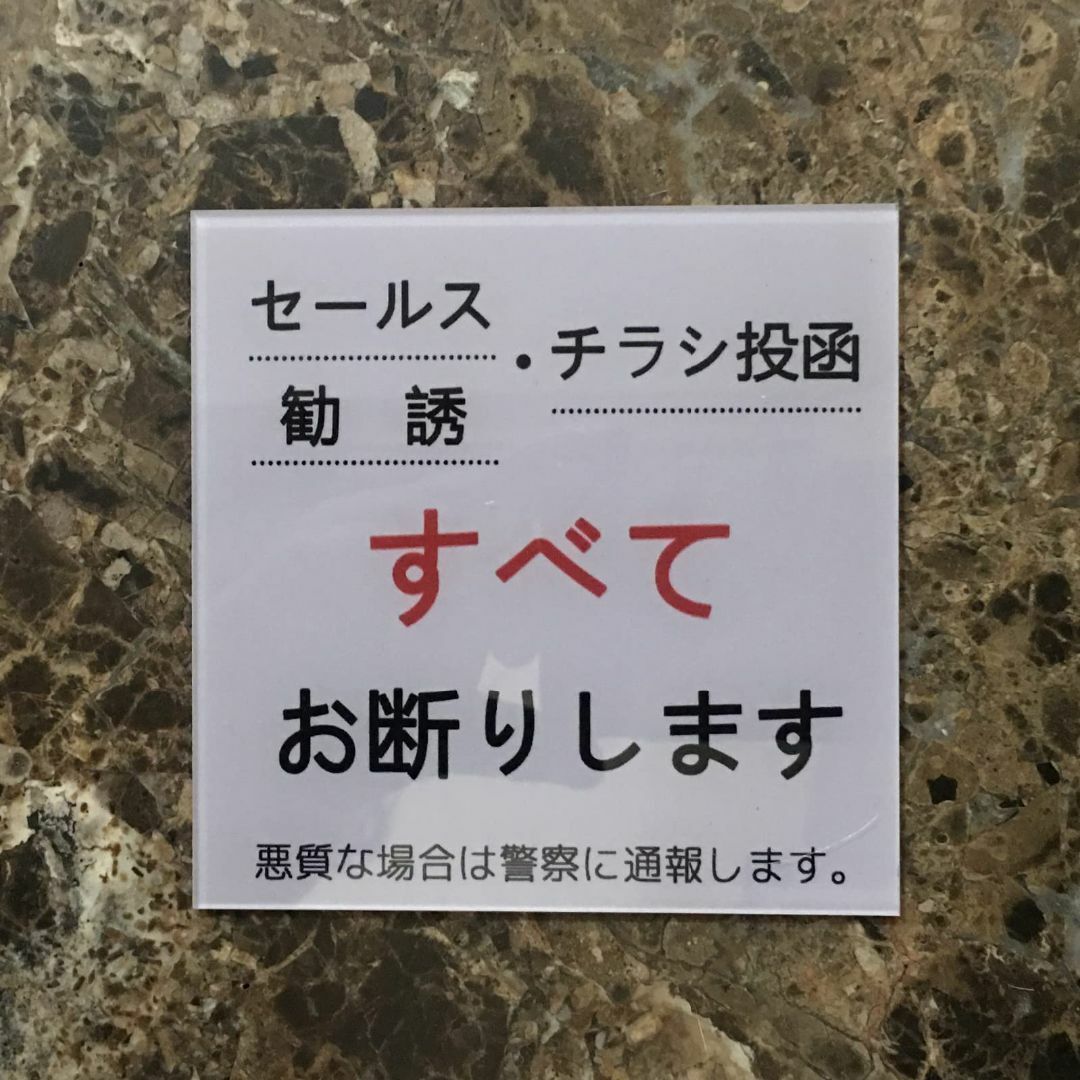 セールス
勧誘
・チラシ投函
すべて
お断りします
悪質な場合は警察に通報します。